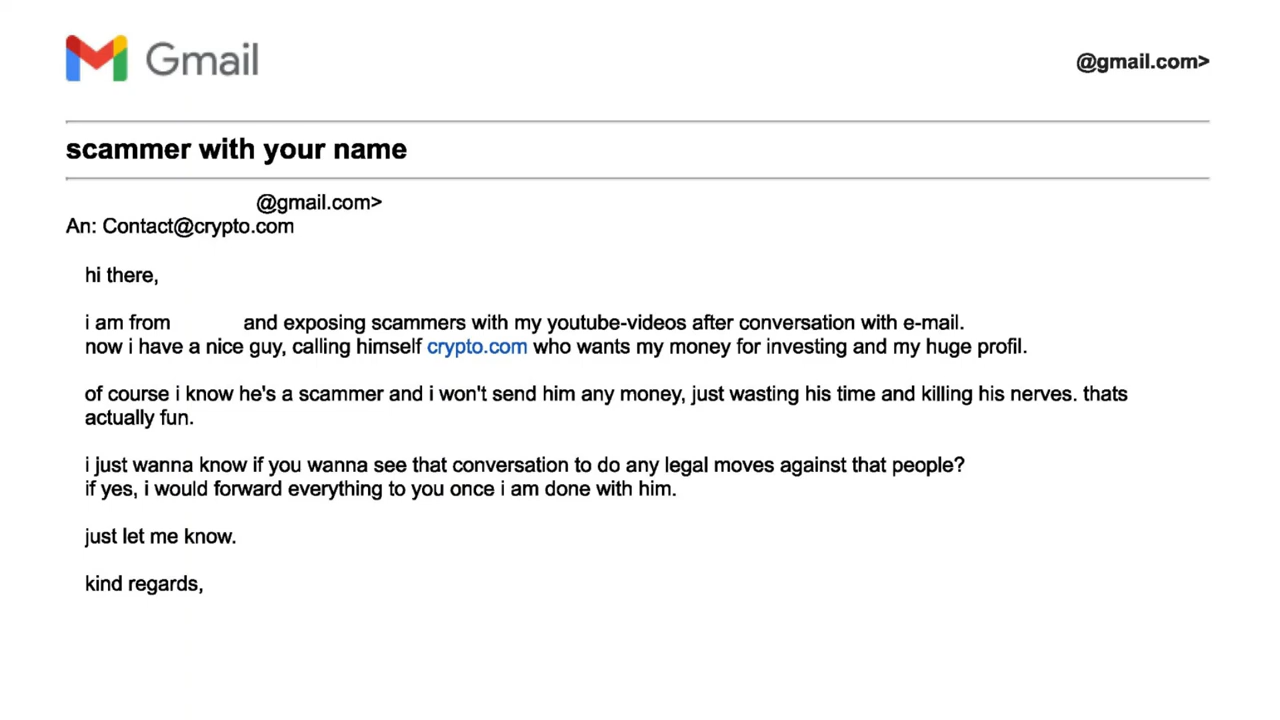 Gmail
@gmail.com>
scammer with your name
@gmail.com>
An: Contact@crypto.com
hi there,
i am from and exposing scammers with my youtube-videos after conversation with e-mail.
now i have a nice guy, calling himself crypto.com who wants my money for investing and my huge profil.
of course i know he's a scammer and i won't send him any money, just wasting his time and killing his nerves. thats
actually fun.
i just wanna know if you wanna see that conversation to do any legal moves against that people?
if yes, i would forward everything to you once i am done with him.
just let me know.
kind regards,